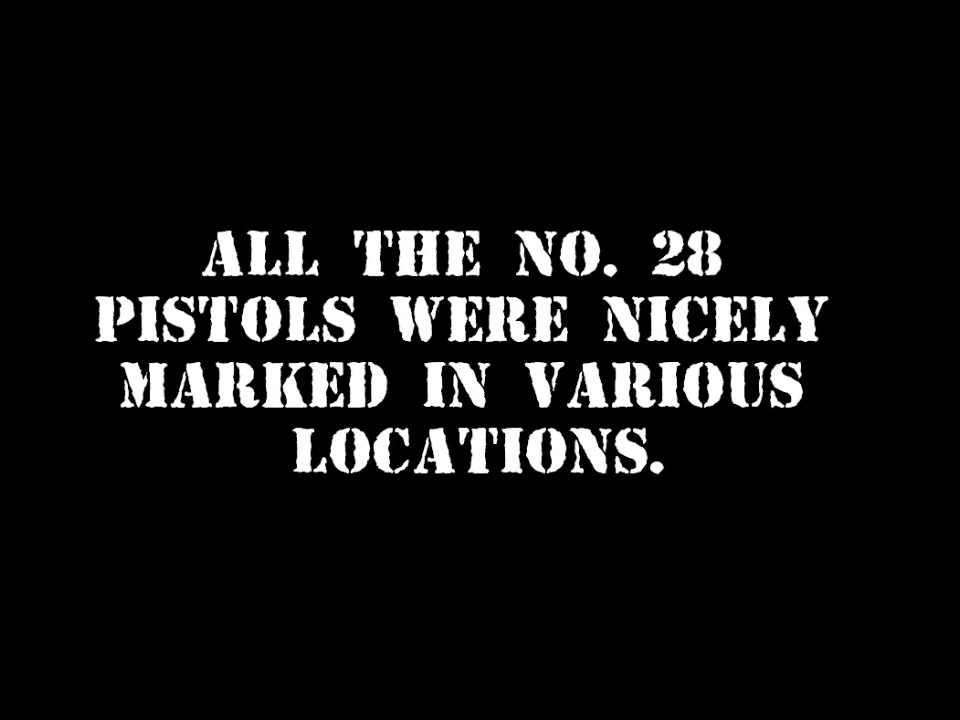 ALL THE NO. 28
PISTOLS WERE NICELY
MARKED IN VARIOUS
LOCATIONS.